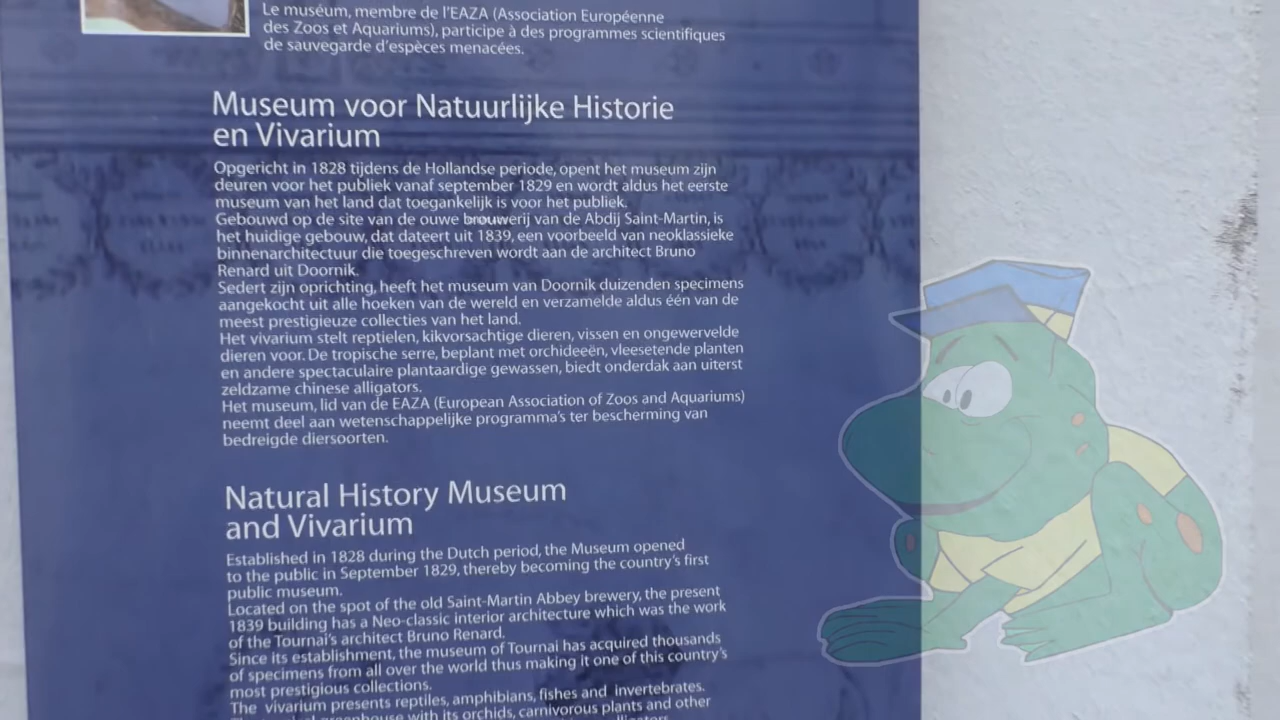 Le muséum, membre de l'EAZA (Association Européenne
des Zoos et Aquariums), participe à des programmes scientifiques
de sauvegarde d'espèces menacées.
Museum voor Natuurlijke Historie
en Vivarium
Opgericht in 1828 tijdens de Hollandse periode, opent het museum zijn
deuren voor het publiek vanaf september 1829 en wordt aldus het eerste
museum van het land dat toegankelijk is voor het publiek.
Gebouwd op de site van de ouwe brouwerij van de Abdij Saint-Martin, is
het huidige gebouw, dat dateert uit 1839, een voorbeeld van neoklassieke
binnenarchitectuur die toegeschreven wordt aan de architect Bruno
Renard uit Doornik.
Sedert zijn oprichting, heeft het museum van Doornik duizenden specimens
aangekocht uit alle hoeken van de wereld en verzamelde aldus één van de
meest prestigieuze collecties van het land.
Het vivarium stelt reptielen, kikvorsachtige dieren, vissen en ongewervelde
dieren voor. De tropische serre, beplant met orchideeën, vleesetende planten
en andere spectaculaire plantaardige gewassen, biedt onderdak aan uiterst
zeldzame chinese alligators.
Het museum, lid van de EAZA (European Association of Zoos and Aquariums)
neemt deel aan wetenschappelijke programma's ter bescherming van
bedreigde diersoorten.
Natural History Museum
and Vivarium
Established in 1828 during the Dutch period, the Museum opened
to the public in September 1829, thereby becoming the country's first
public museum.
Located on the spot of the old Saint-Martin Abbey brewery, the present
1839 building has a Neo-classic interior architecture which was the work
of the Tournai's architect Bruno Renard.
Since its establishment, the museum of Tournai has acquired thousands
of specimens from all over the world thus making it one of this country's
most prestigious collections.
The vivarium presents reptiles, amphibians, fishes and invertebrates.
greenhouse with its orchids, carnivorous plants and other